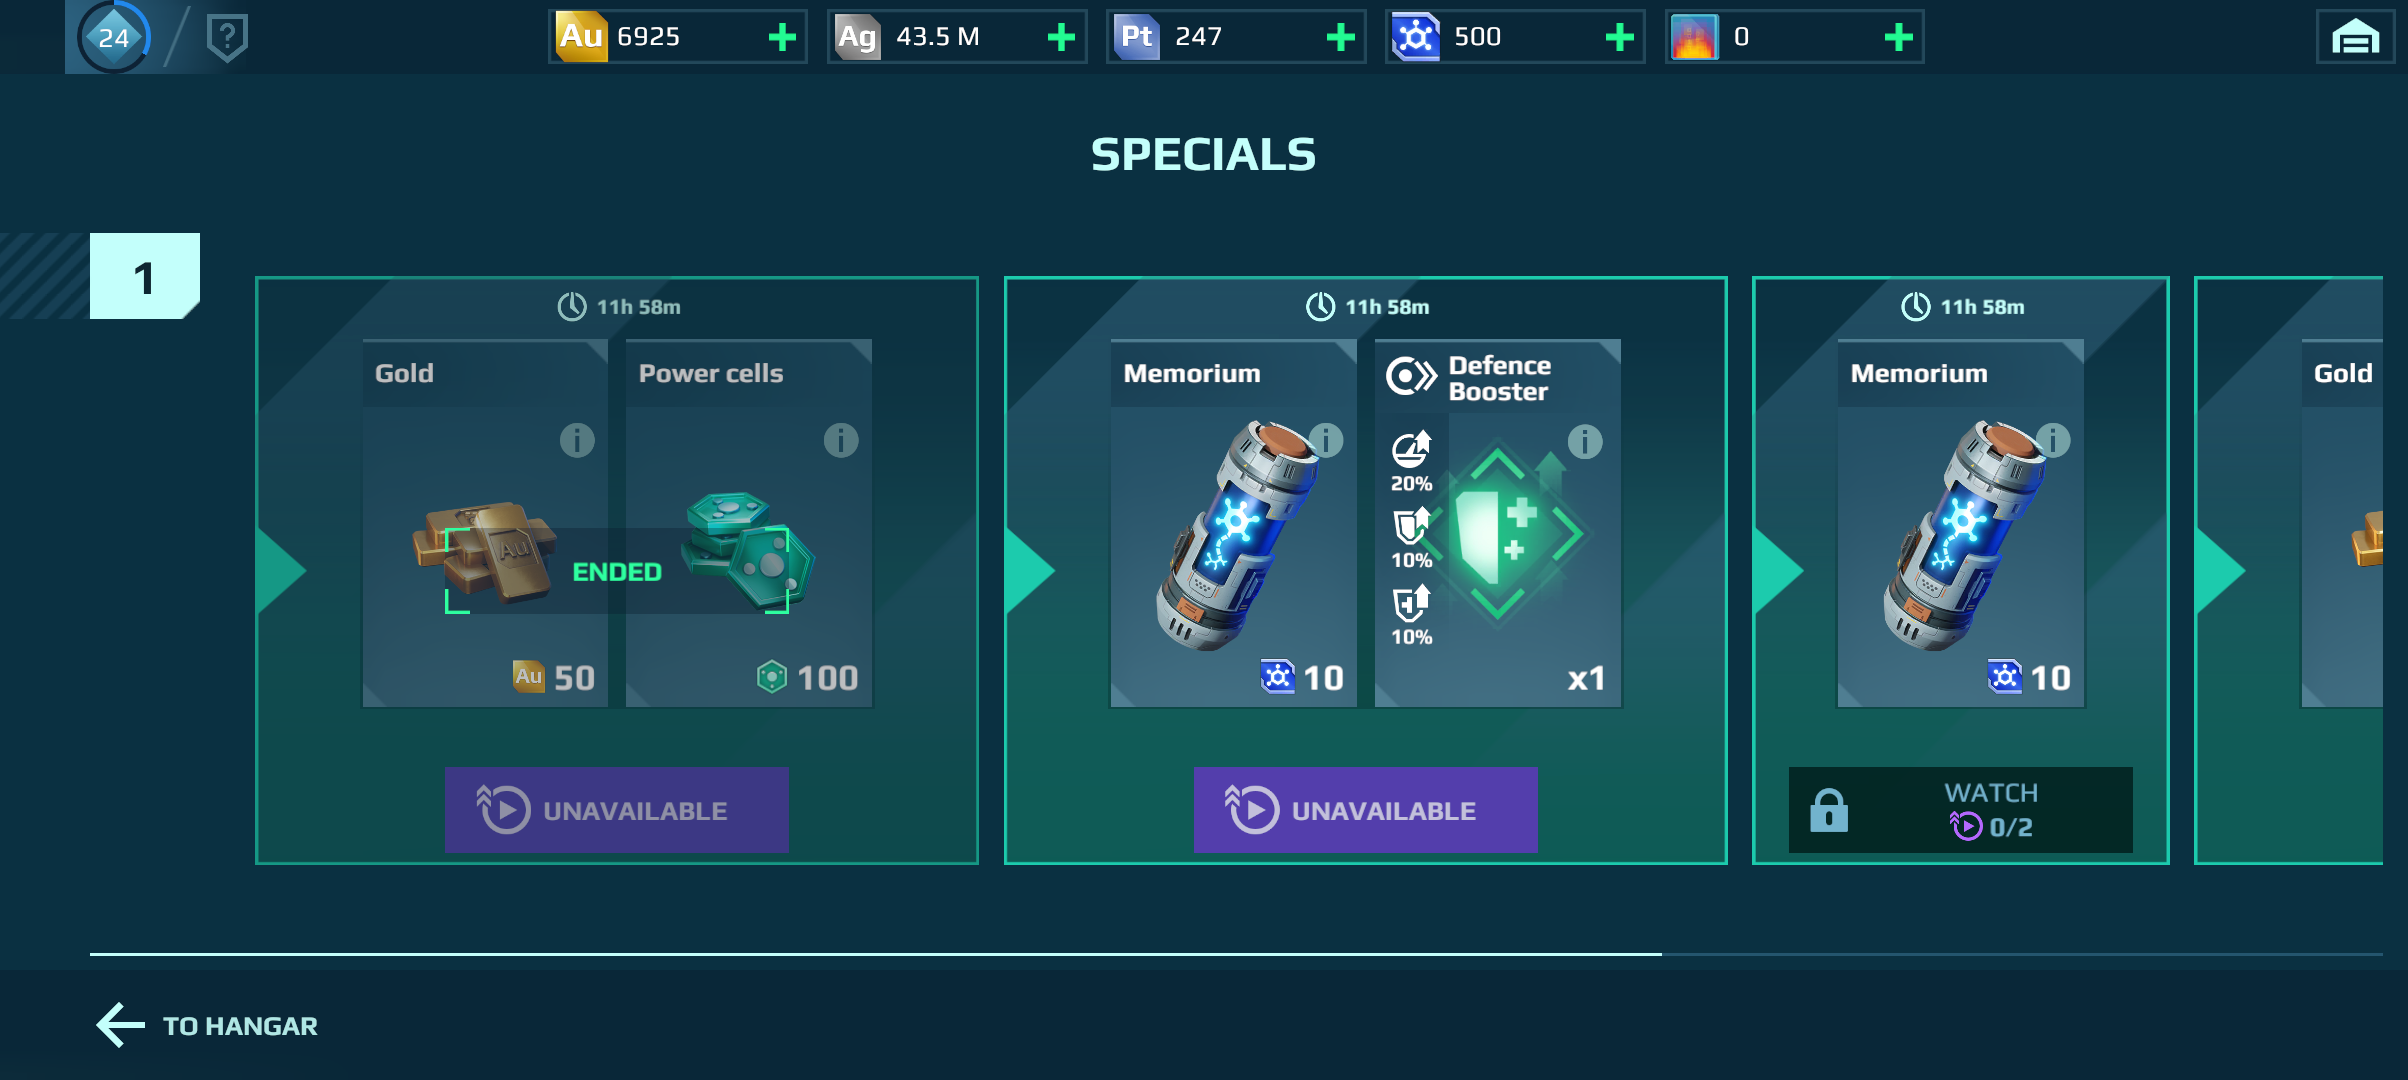 24
?
Au 6925
Ag 43.5 M
Pt 247
500
0
SPECIALS
1
11h 58m
Gold
Power cells
i
i
Au
ENDED
Au 50
100
UNAVAILABLE
11h 58m
Memorium
Defence
Booster
i
i
20%
10%
10%
10
x1
UNAVAILABLE
11h 58m
Memorium
i
10
WATCH
0/2
Gold
TO HANGAR